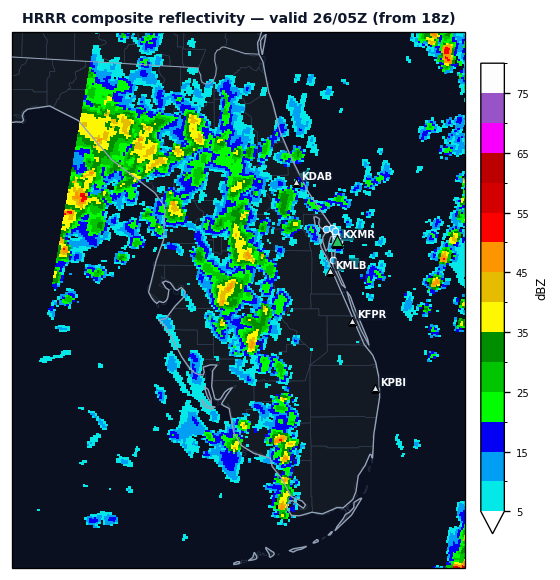 HRRR composite reflectivity — valid 26/05Z (from 18z)
KDAB
KXMR
KMLB
KFPR
KPBI
75
65
55
45
35
25
15
5
dBZ